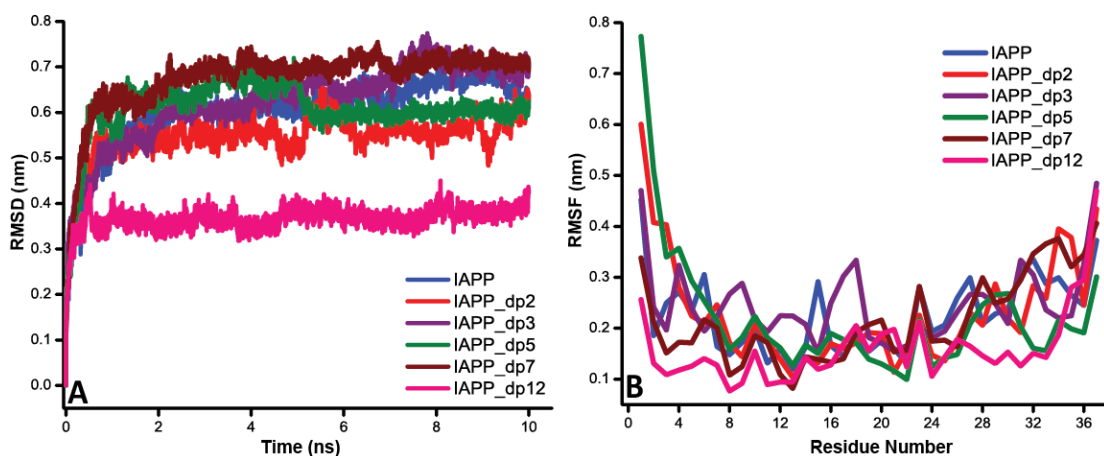 0.8
0.7
0.6
0.5
0.4
0.3
0.2
0.1
0.0
RMSD (nm)
A
0 2 4 6 8 10
Time (ns)
IAPP
IAPP_dp2
IAPP_dp3
IAPP_dp5
IAPP_dp7
IAPP_dp12
0.8
0.7
0.6
0.5
0.4
0.3
0.2
0.1
RMSF (nm)
B
0 4 8 12 16 20 24 28 32 36
Residue Number
IAPP
IAPP_dp2
IAPP_dp3
IAPP_dp5
IAPP_dp7
IAPP_dp12